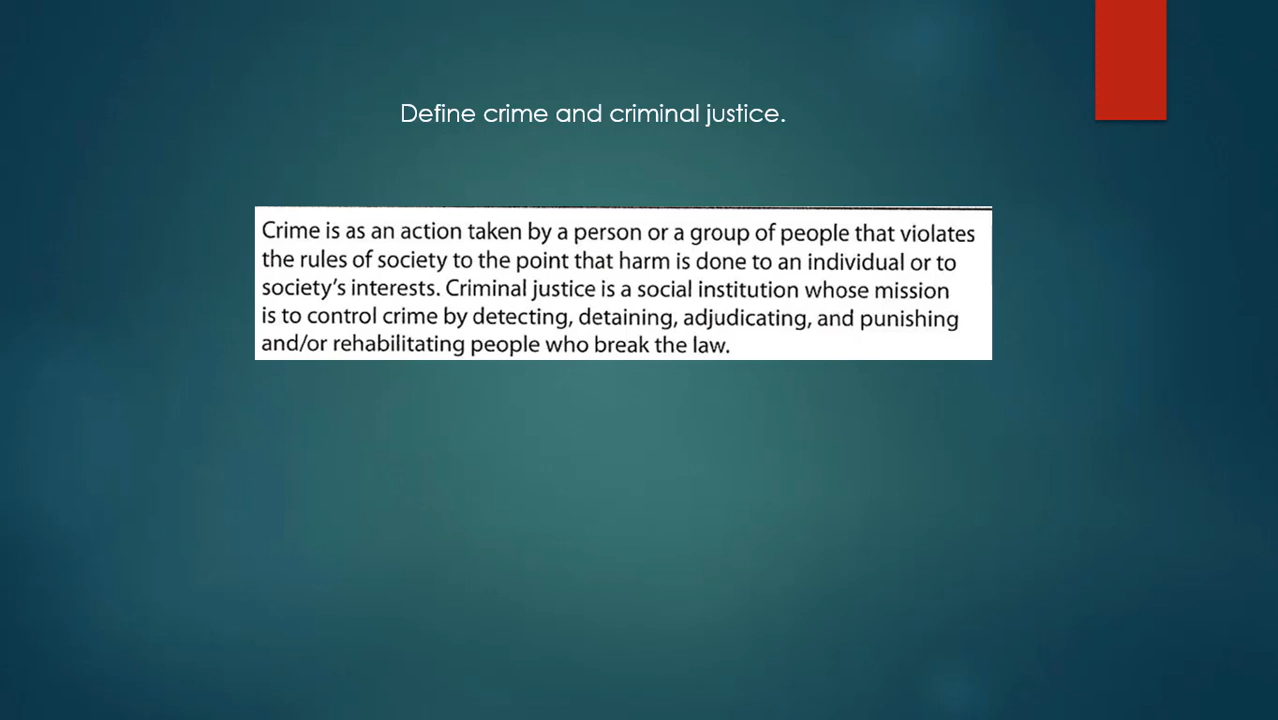 Define crime and criminal justice.
Crime is as an action taken by a person or a group of people that violates
the rules of society to the point that harm is done to an individual or to
society’s interests. Criminal justice is a social institution whose mission
is to control crime by detecting, detaining, adjudicating, and punishing
and/or rehabilitating people who break the law.